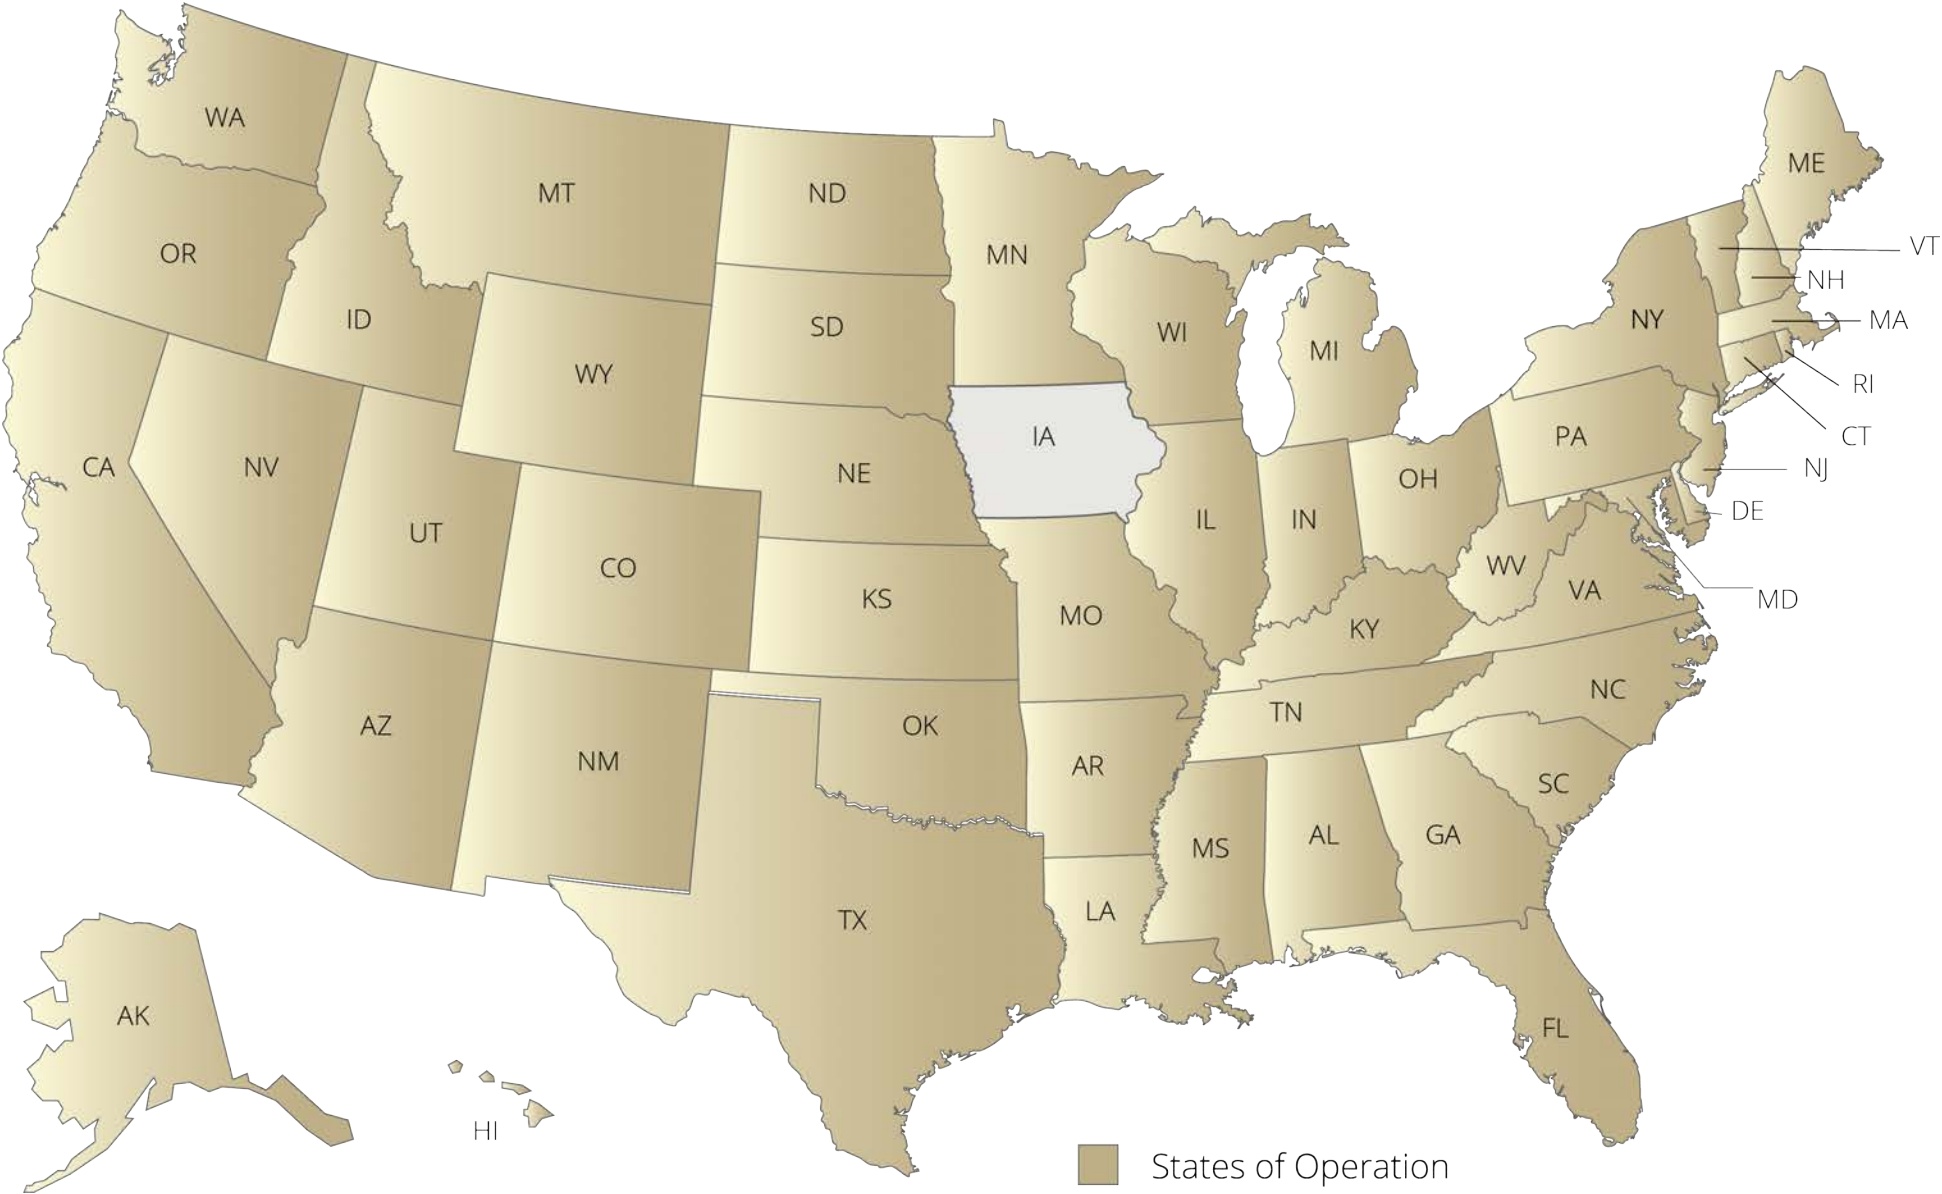 WA
MT
ND
MN
ME
OR
ID
SD
WI
MI
NY
VT
NH
MA
RI
CT
WY
IA
PA
NJ
DE
MD
CA
NV
NE
IL
IN
OH
UT
CO
KS
MO
WV
VA
KY
NC
AZ
NM
OK
AR
TN
SC
MS
AL
GA
TX
LA
FL
AK
HI
States of Operation